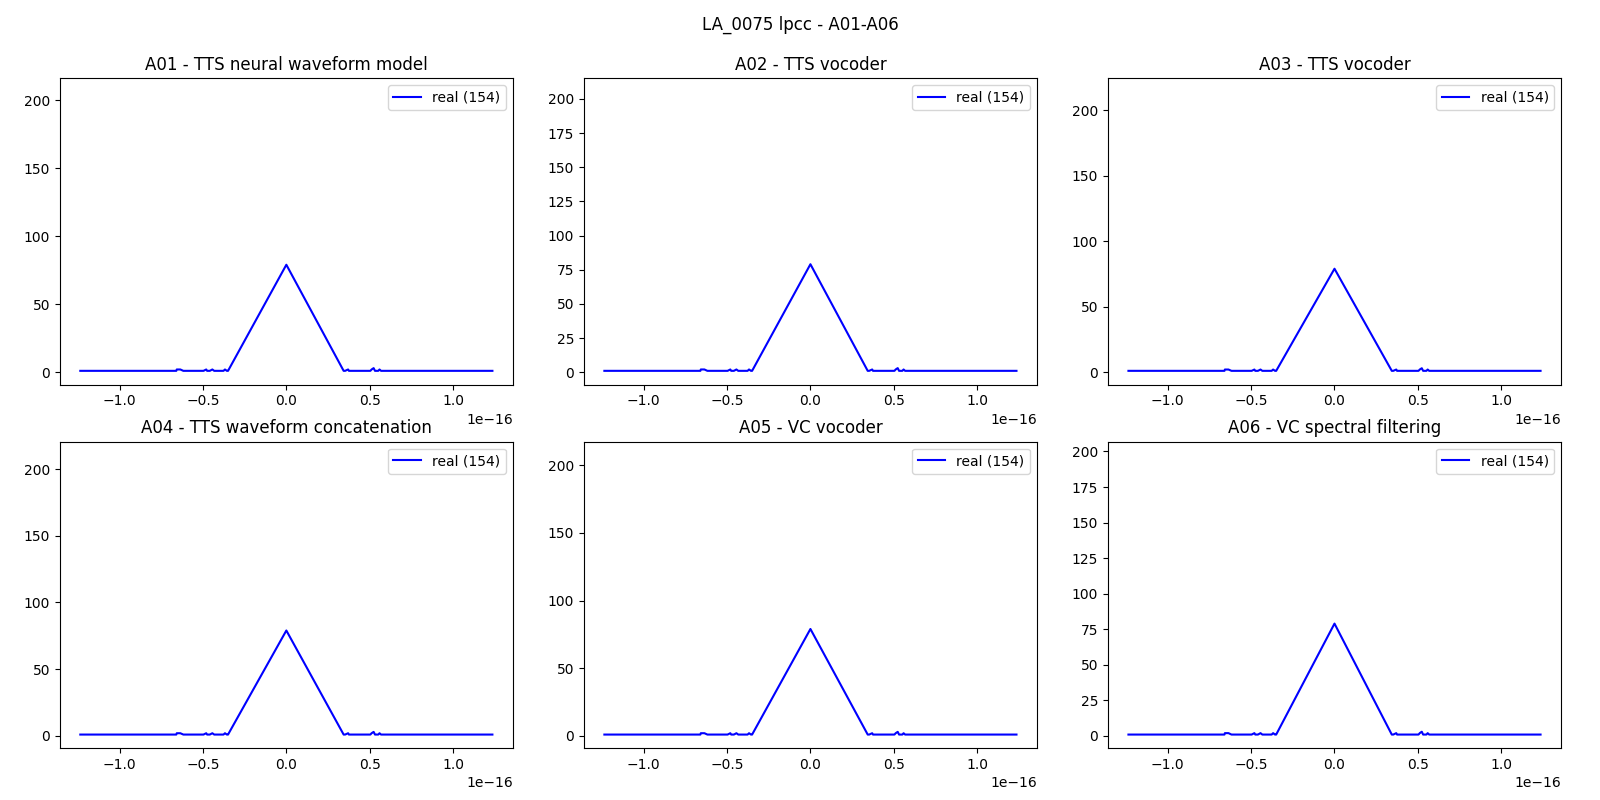 LA_0075 lpcc - A01-A06
A01 - TTS neural waveform model
real (154)
200
150
100
50
0
−1.0 −0.5 0.0 0.5 1.0
1e−16
A02 - TTS vocoder
real (154)
200
175
150
125
100
75
50
25
0
−1.0 −0.5 0.0 0.5 1.0
1e−16
A03 - TTS vocoder
real (154)
200
150
100
50
0
−1.0 −0.5 0.0 0.5 1.0
1e−16
A04 - TTS waveform concatenation
real (154)
200
150
100
50
0
−1.0 −0.5 0.0 0.5 1.0
1e−16
A05 - VC vocoder
real (154)
200
150
100
50
0
−1.0 −0.5 0.0 0.5 1.0
1e−16
A06 - VC spectral filtering
real (154)
200
175
150
125
100
75
50
25
0
−1.0 −0.5 0.0 0.5 1.0
1e−16